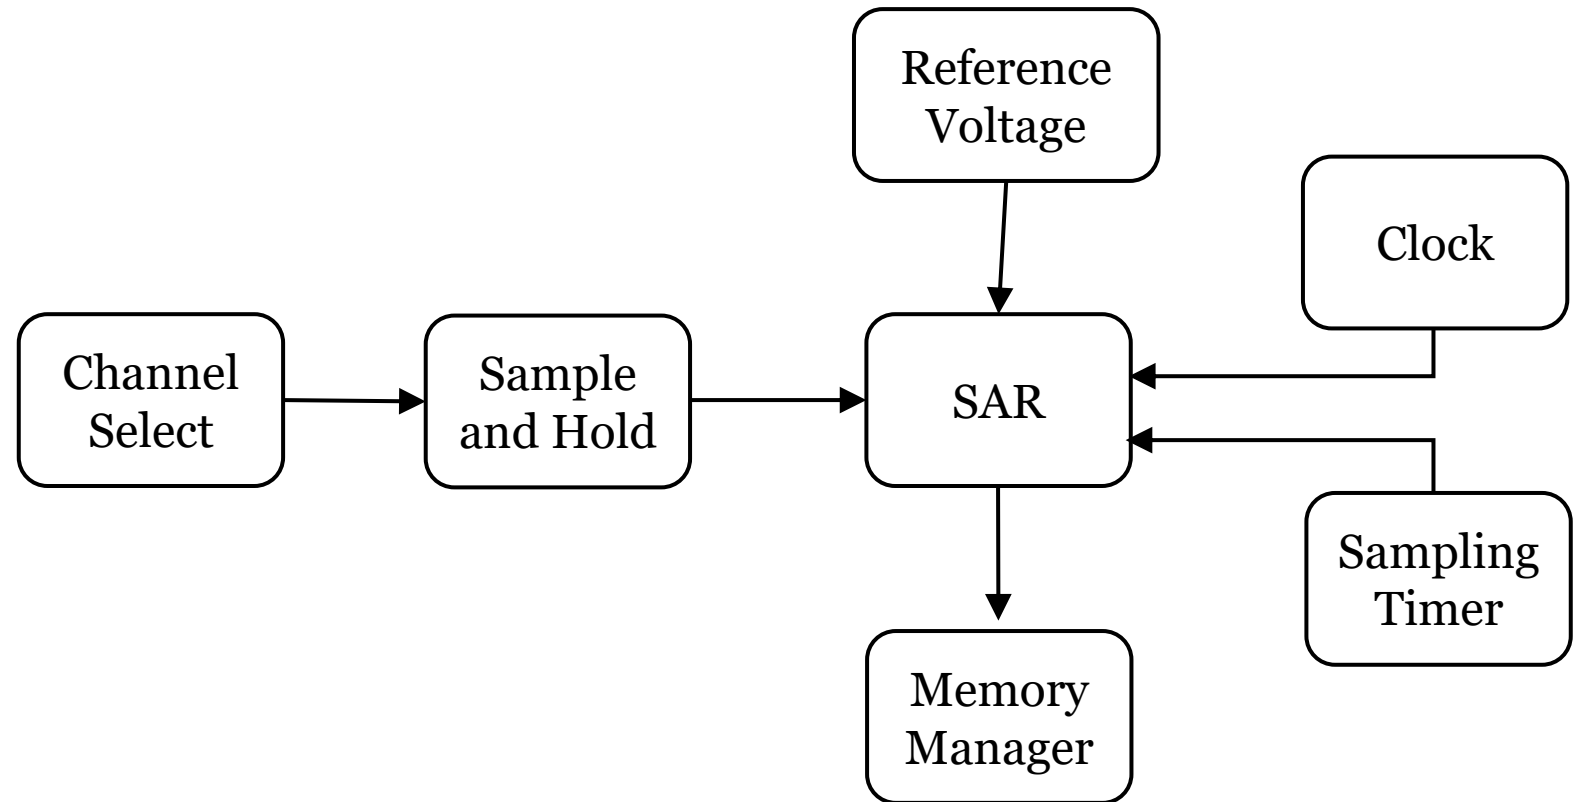 Reference
Voltage
Clock
Channel
Select
Sample
and Hold
SAR
Sampling
Timer
Memory
Manager